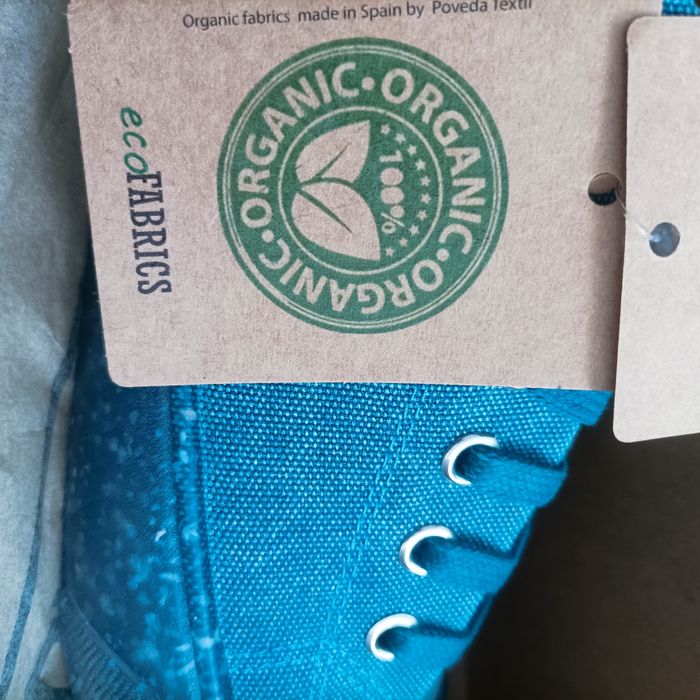 Organic fabrics made in Spain by Poveda Textil
ecoFABRICS
ORGANIC•ORGANIC•ORGANIC•ORGANIC•
100%